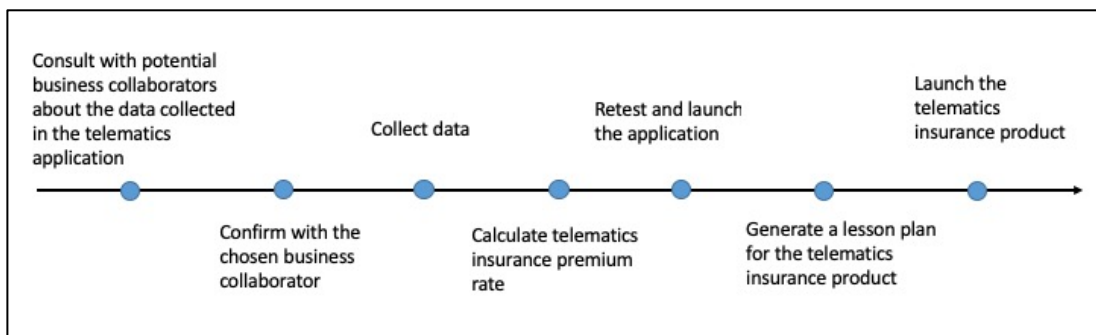 Consult with potential
business collaborators
about the data collected
in the telematics
application
Confirm with the
chosen business
collaborator
Collect data
Calculate telematics
insurance premium
rate
Retest and launch
the application
Generate a lesson plan
for the telematics
insurance product
Launch the
telematics
insurance product